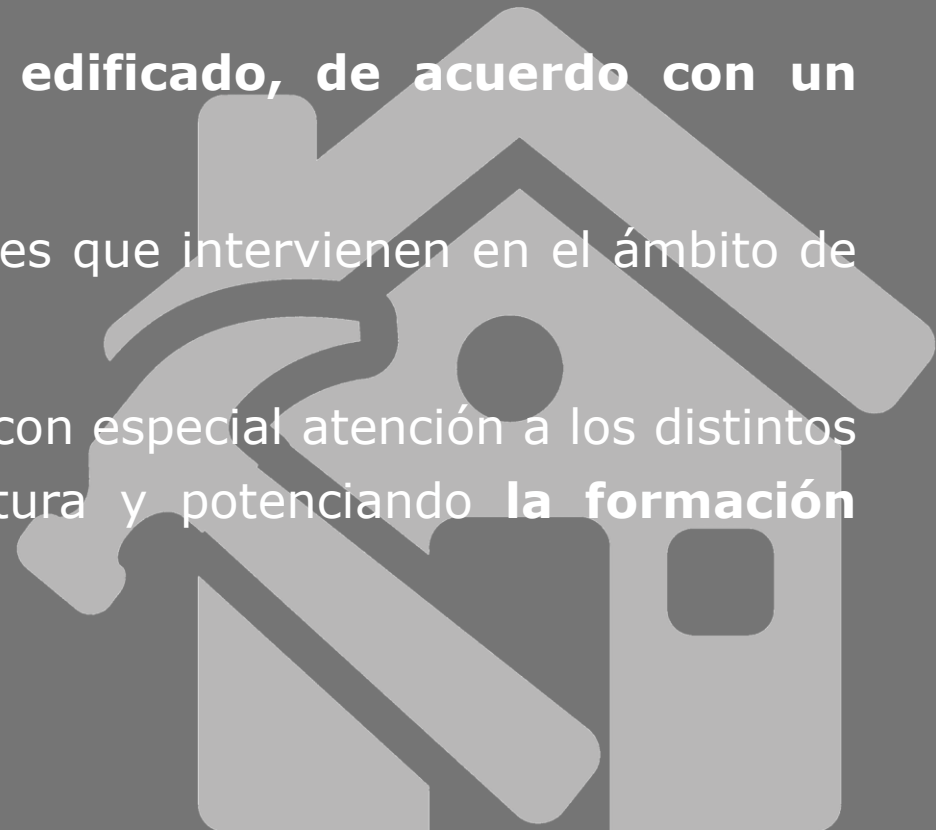 edificado, de acuerdo con un
es que intervienen en el ámbito de
con especial atención a los distintos
tura y potenciando la formación